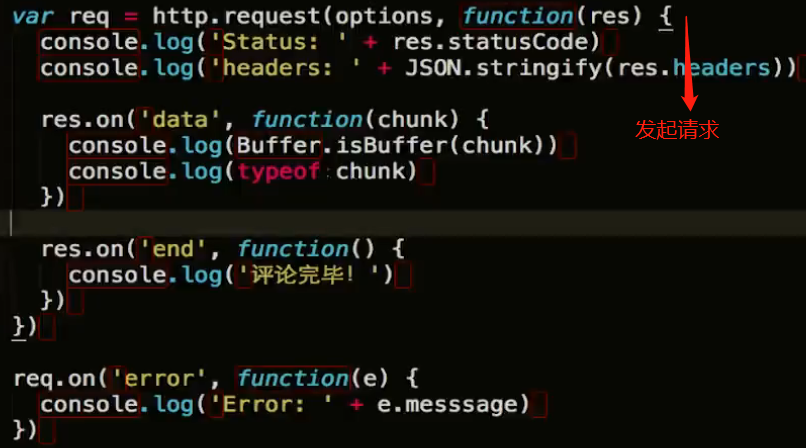 var req = http.request(options, function(res) {
console.log('Status: ' + res.statusCode)
console.log('headers: ' + JSON.stringify(res.headers))
发起请求
res.on('data', function(chunk) {
console.log(Buffer.isBuffer(chunk))
console.log(typeof chunk)
})
res.on('end', function() {
console.log('评论完毕! ')
})
})
req.on('error', function(e) {
console.log('Error: ' + e.messsage)
})